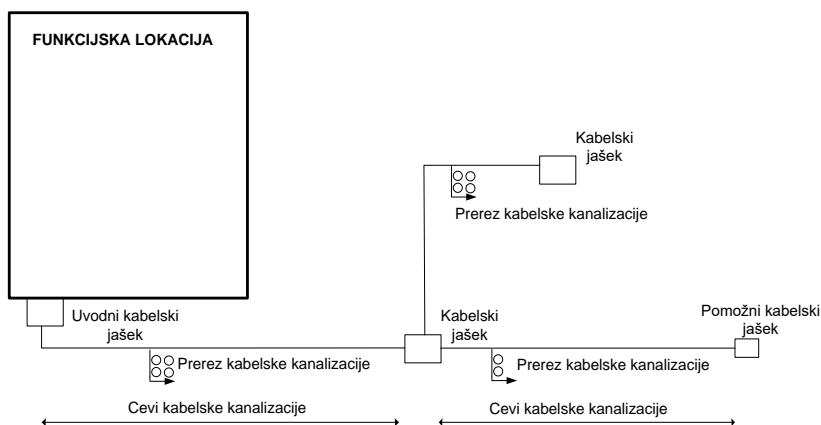 FUNKCIJSKA LOKACIJA
Kabelski
jašek
Prerez kabelske kanalizacije
Uvodni kabelski
jašek
Kabelski
jašek
Pomožni kabelski
jašek
Prerez kabelske kanalizacije
Prerez kabelske kanalizacije
Cevi kabelske kanalizacije
Cevi kabelske kanalizacije